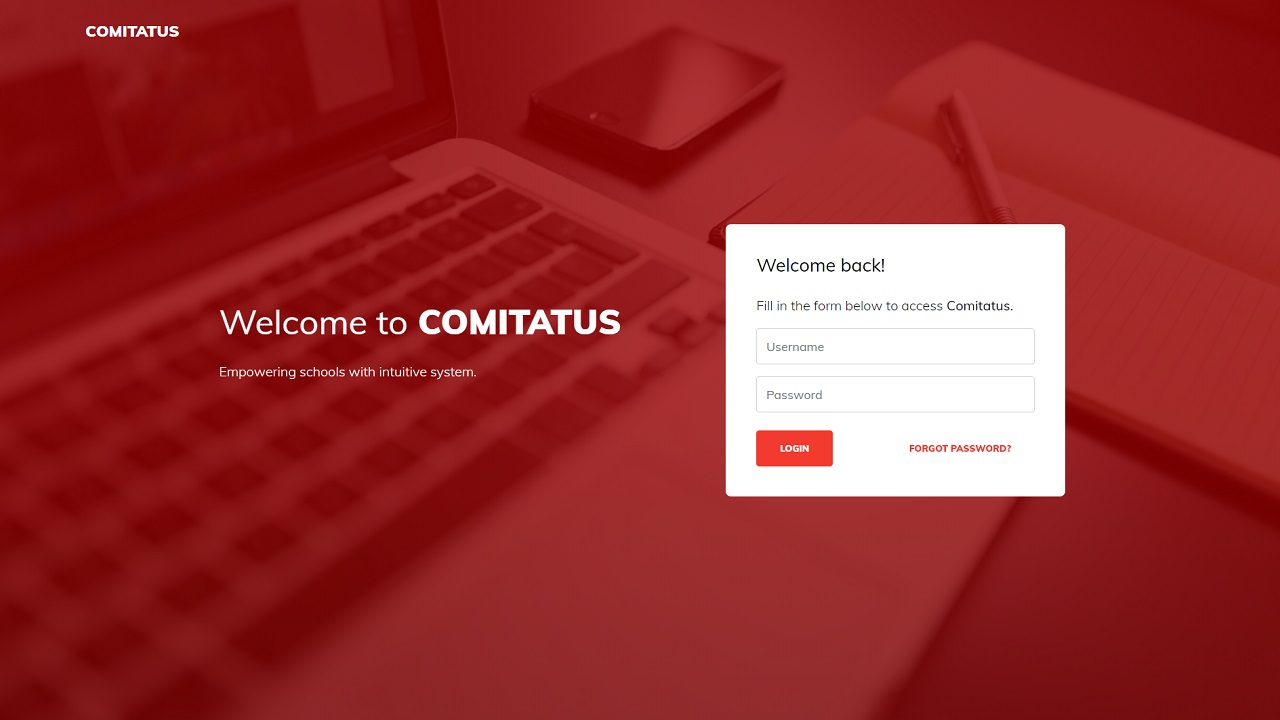 COMITATUS
Welcome to COMITATUS
Empowering schools with intuitive system.
Welcome back!
Fill in the form below to access Comitatus.
Username
Password
LOGIN
FORGOT PASSWORD?